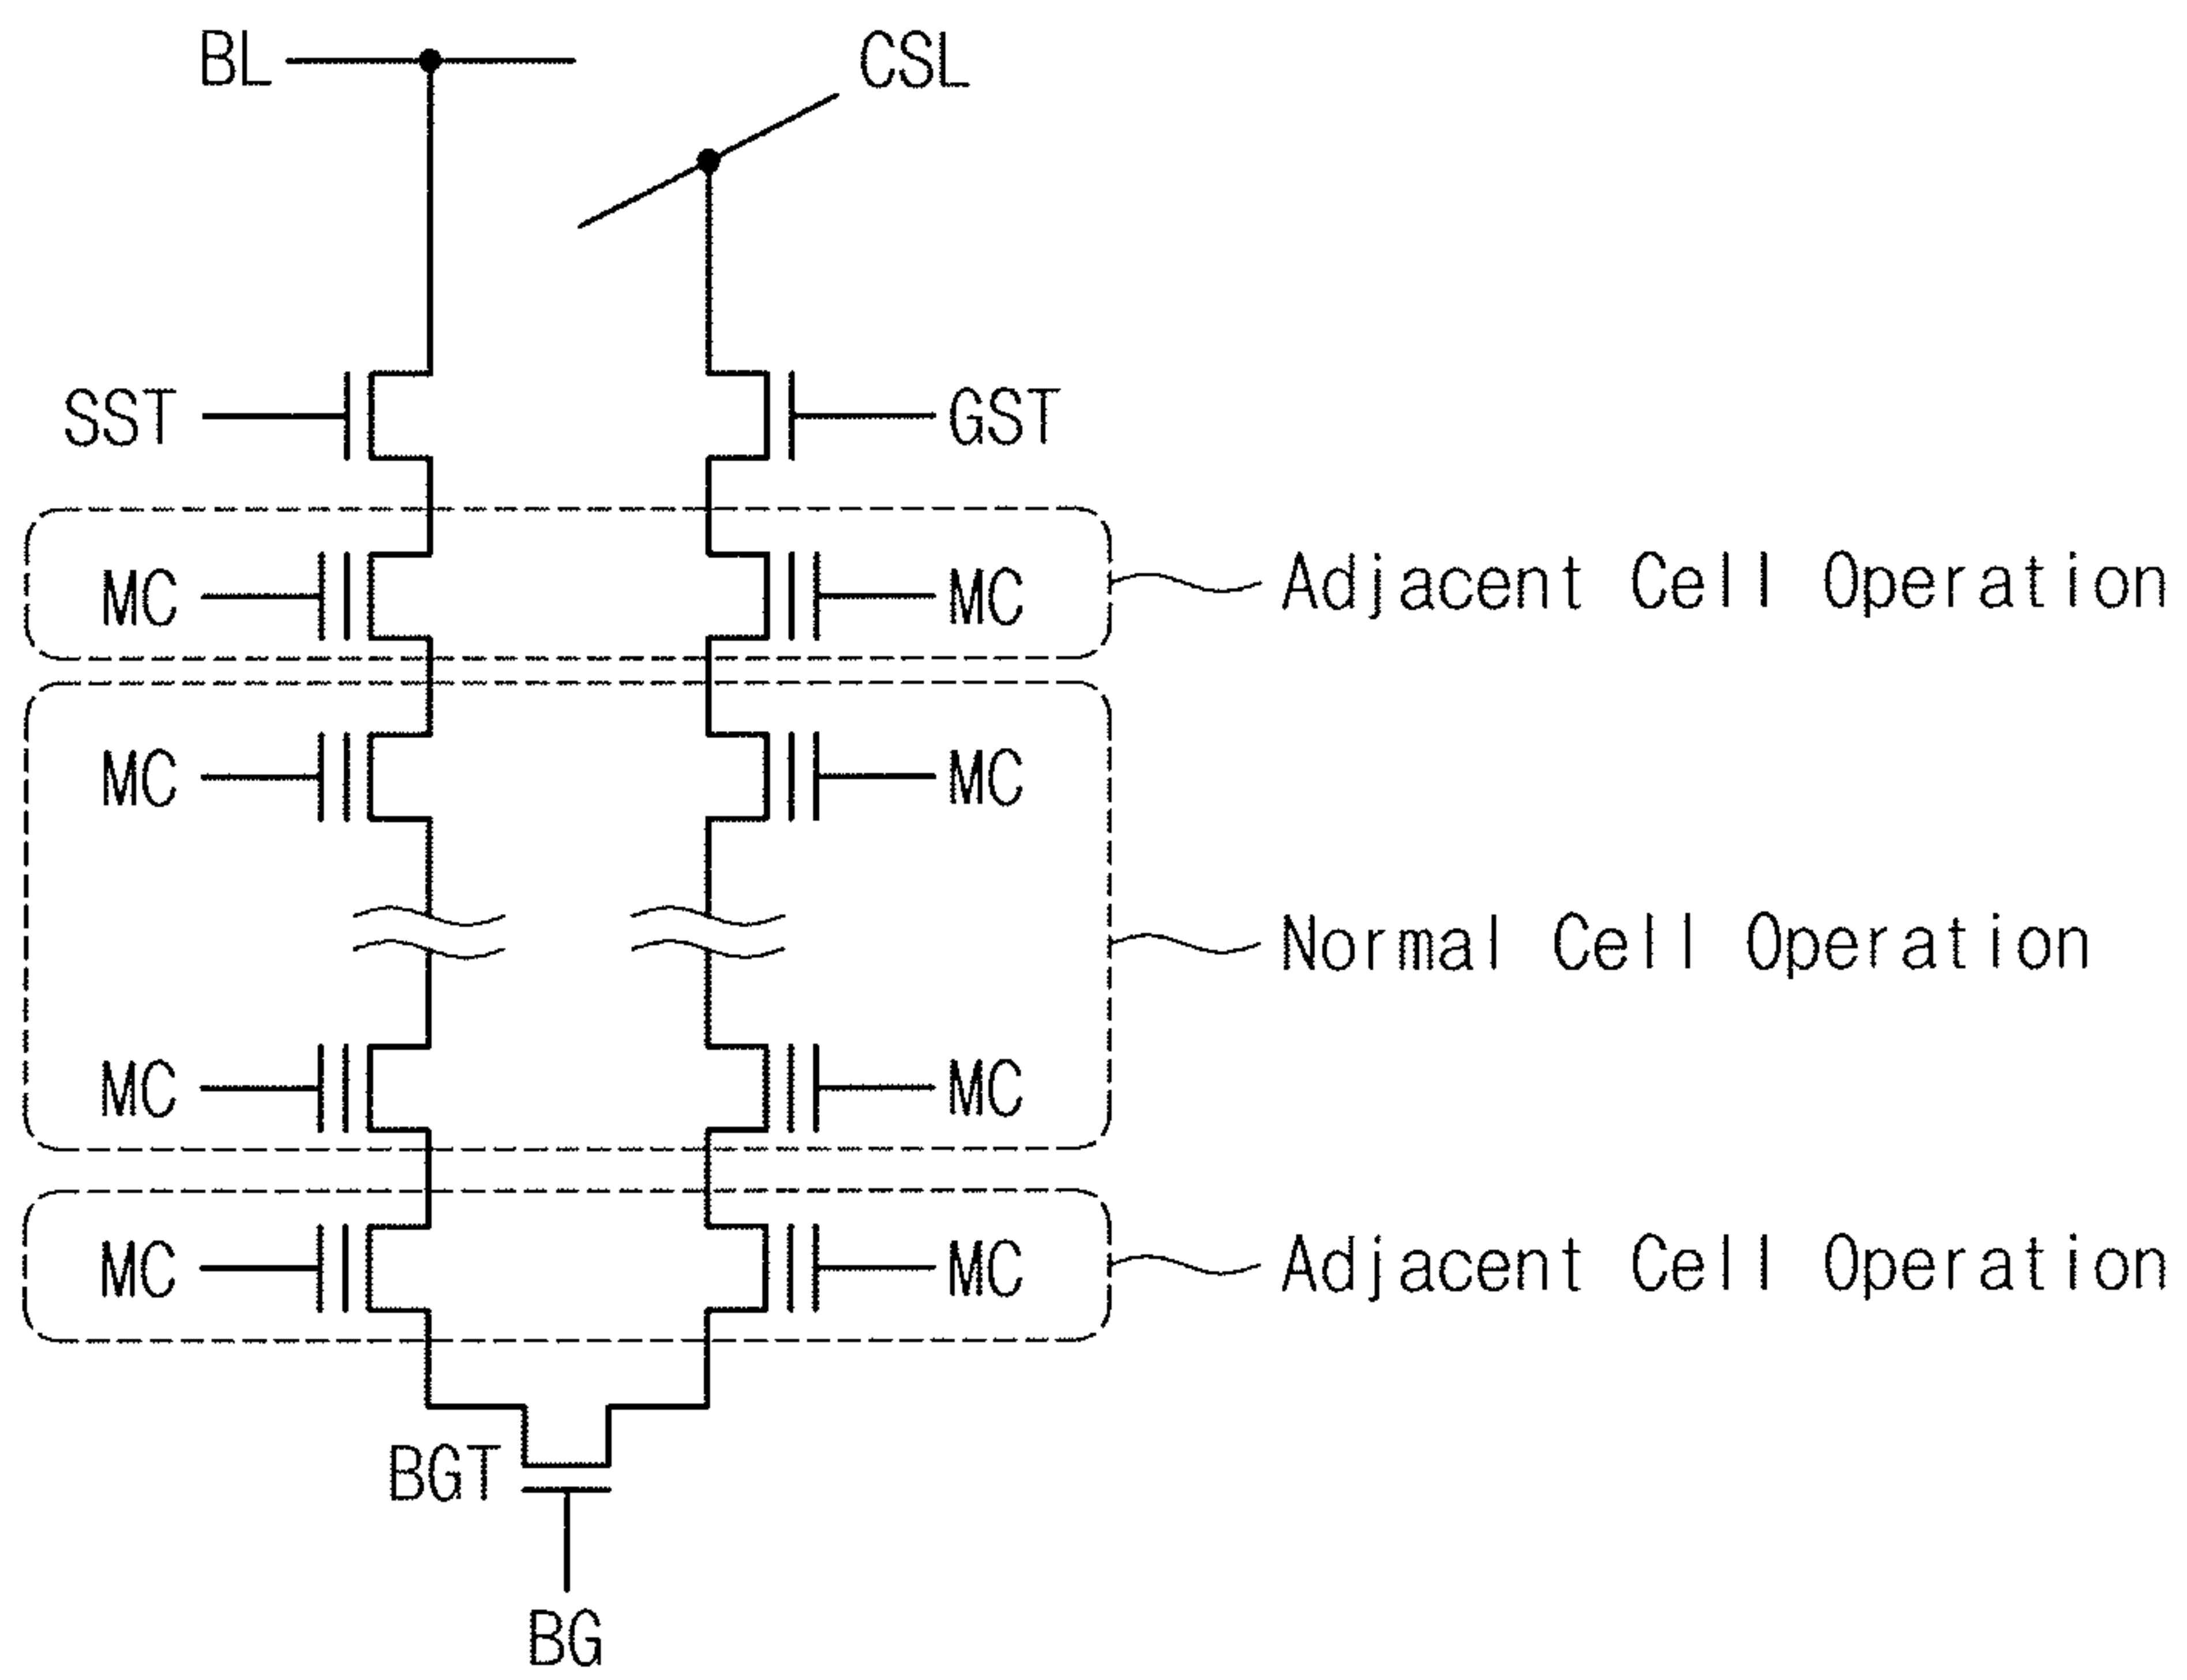 BL
CSL
SST GST
MC MC Adjacent Cell Operation
MC MC
Normal Cell Operation
MC MC
MC MC Adjacent Cell Operation
BGT
BG